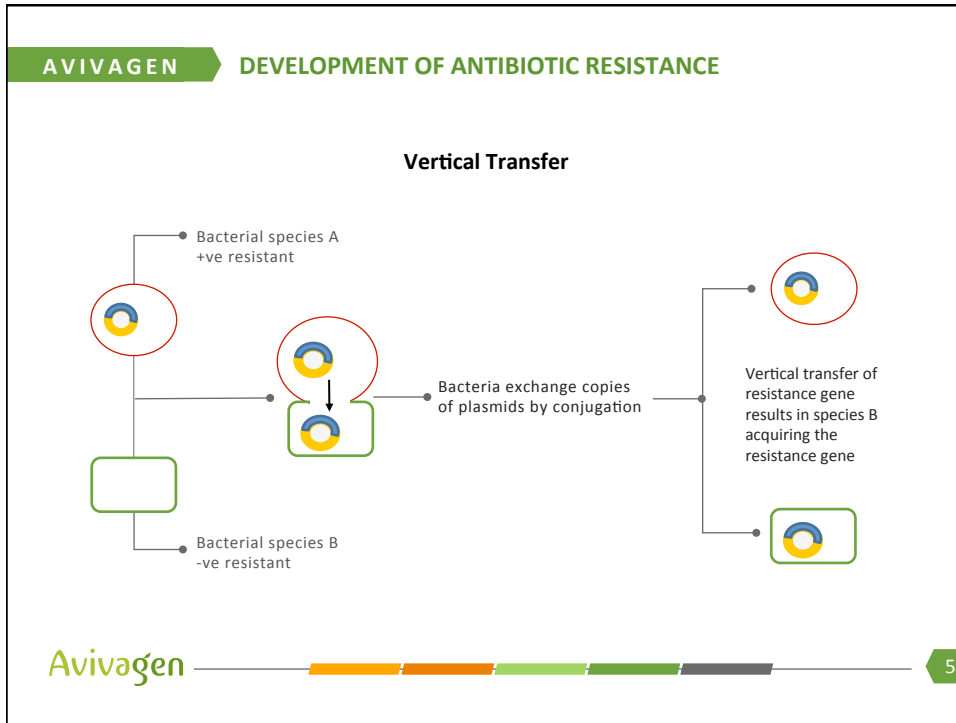 AVIVAGEN
DEVELOPMENT OF ANTIBIOTIC RESISTANCE
Vertical Transfer
Bacterial species A
+ve resistant
Bacteria exchange copies
of plasmids by conjugation
Vertical transfer of
resistance gene
results in species B
acquiring the
resistance gene
Bacterial species B
-ve resistant
Avivagen
5